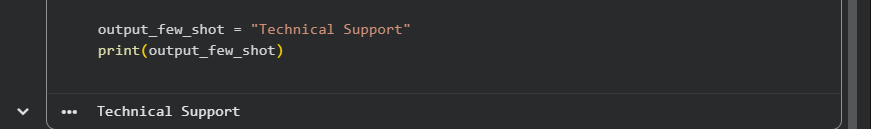 output_few_shot = "Technical Support"
print(output_few_shot)
Technical Support